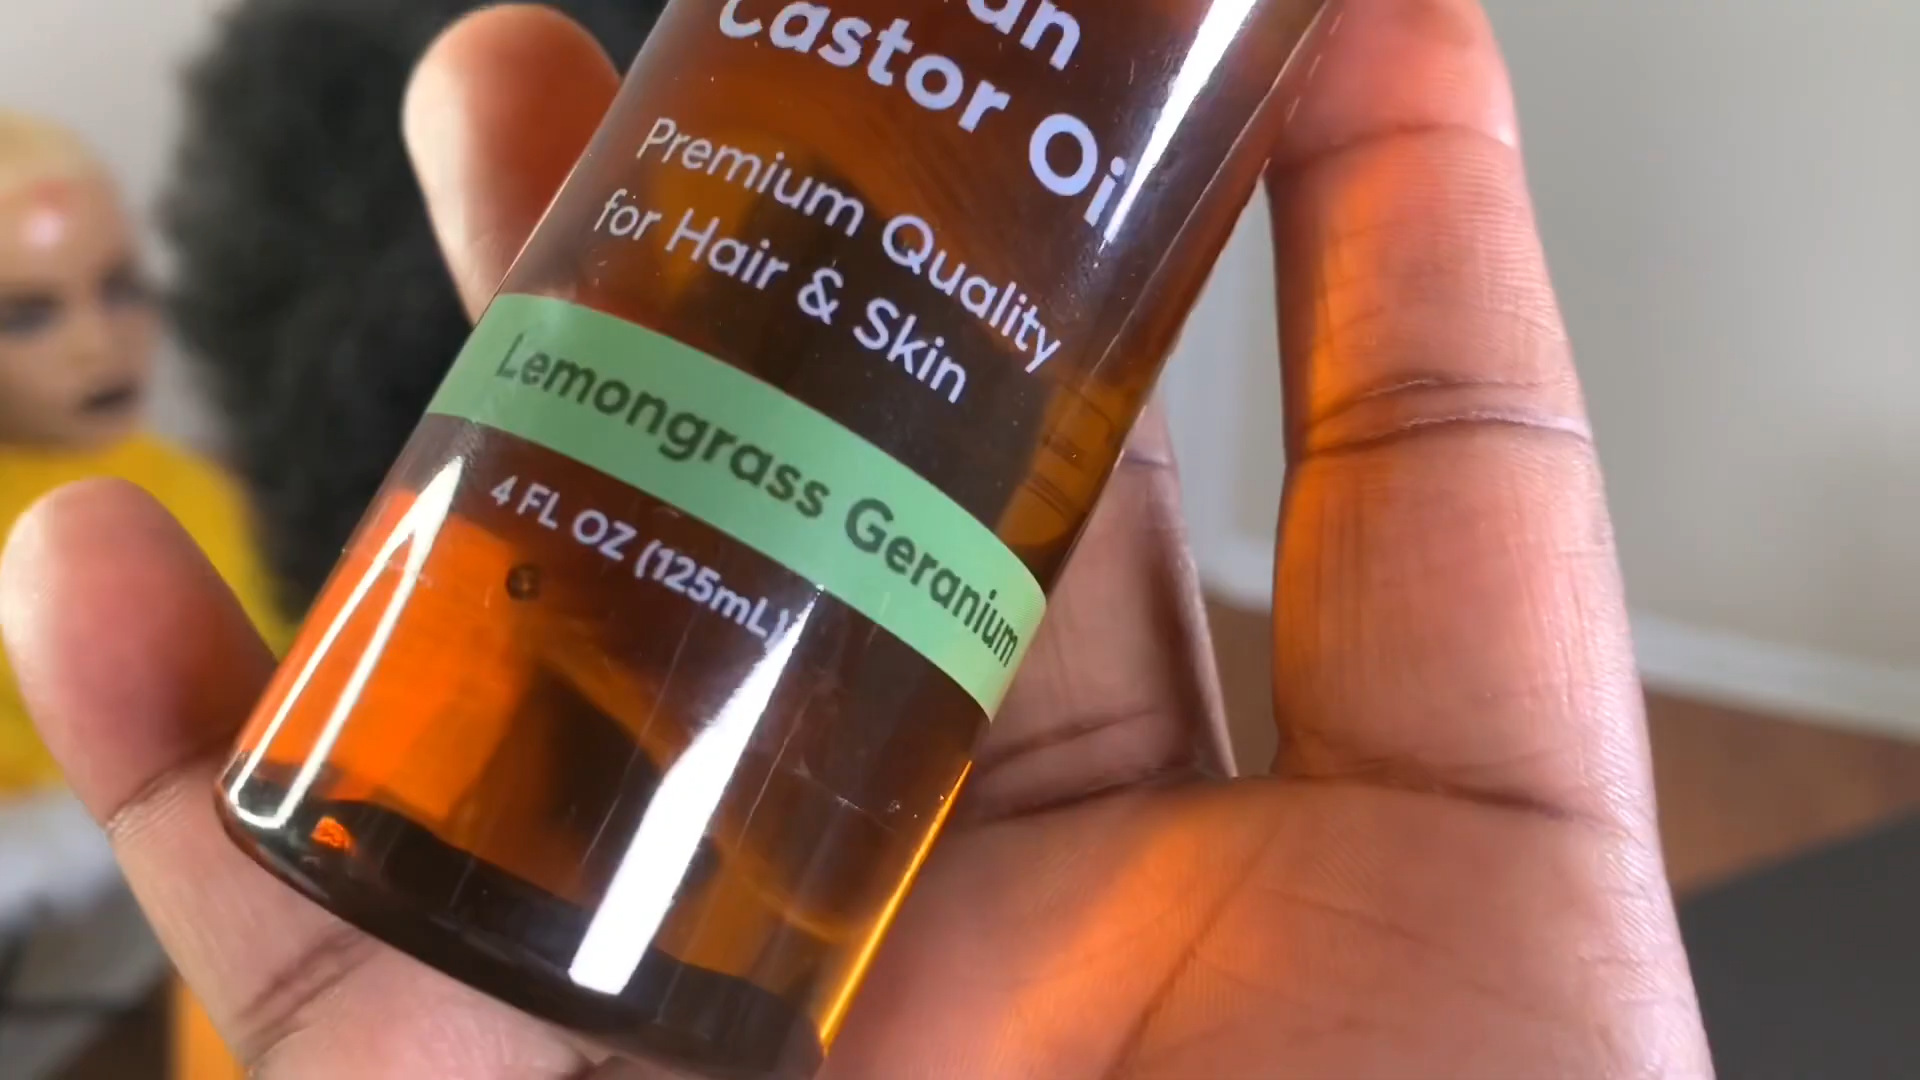 Castor Oil
Premium Quality
for Hair & Skin
Lemongrass Geranium
4 FL OZ (125mL)